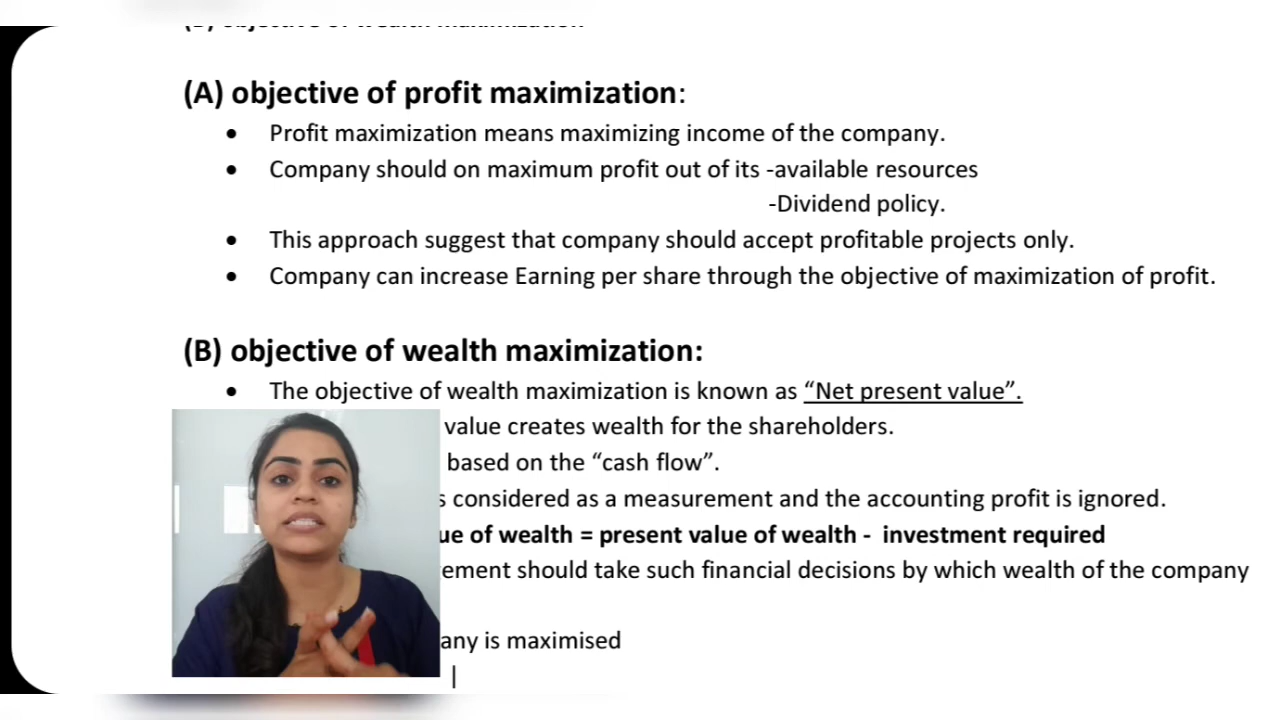 (B) objective of wealth maximization
(A) objective of profit maximization:
• Profit maximization means maximizing income of the company.
• Company should on maximum profit out of its -available resources
-Dividend policy.
• This approach suggest that company should accept profitable projects only.
• Company can increase Earning per share through the objective of maximization of profit.
(B) objective of wealth maximization:
• The objective of wealth maximization is known as “Net present value”.
value creates wealth for the shareholders.
based on the “cash flow”.
considered as a measurement and the accounting profit is ignored.
of wealth = present value of wealth - investment required
should take such financial decisions by which wealth of the company
is maximised